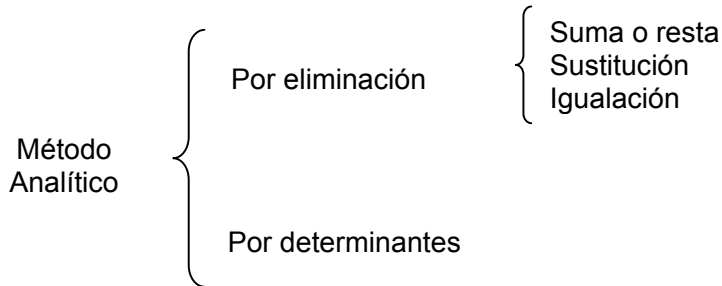 Método
Analítico
Por eliminación
Suma o resta
Sustitución
Igualación
Por determinantes